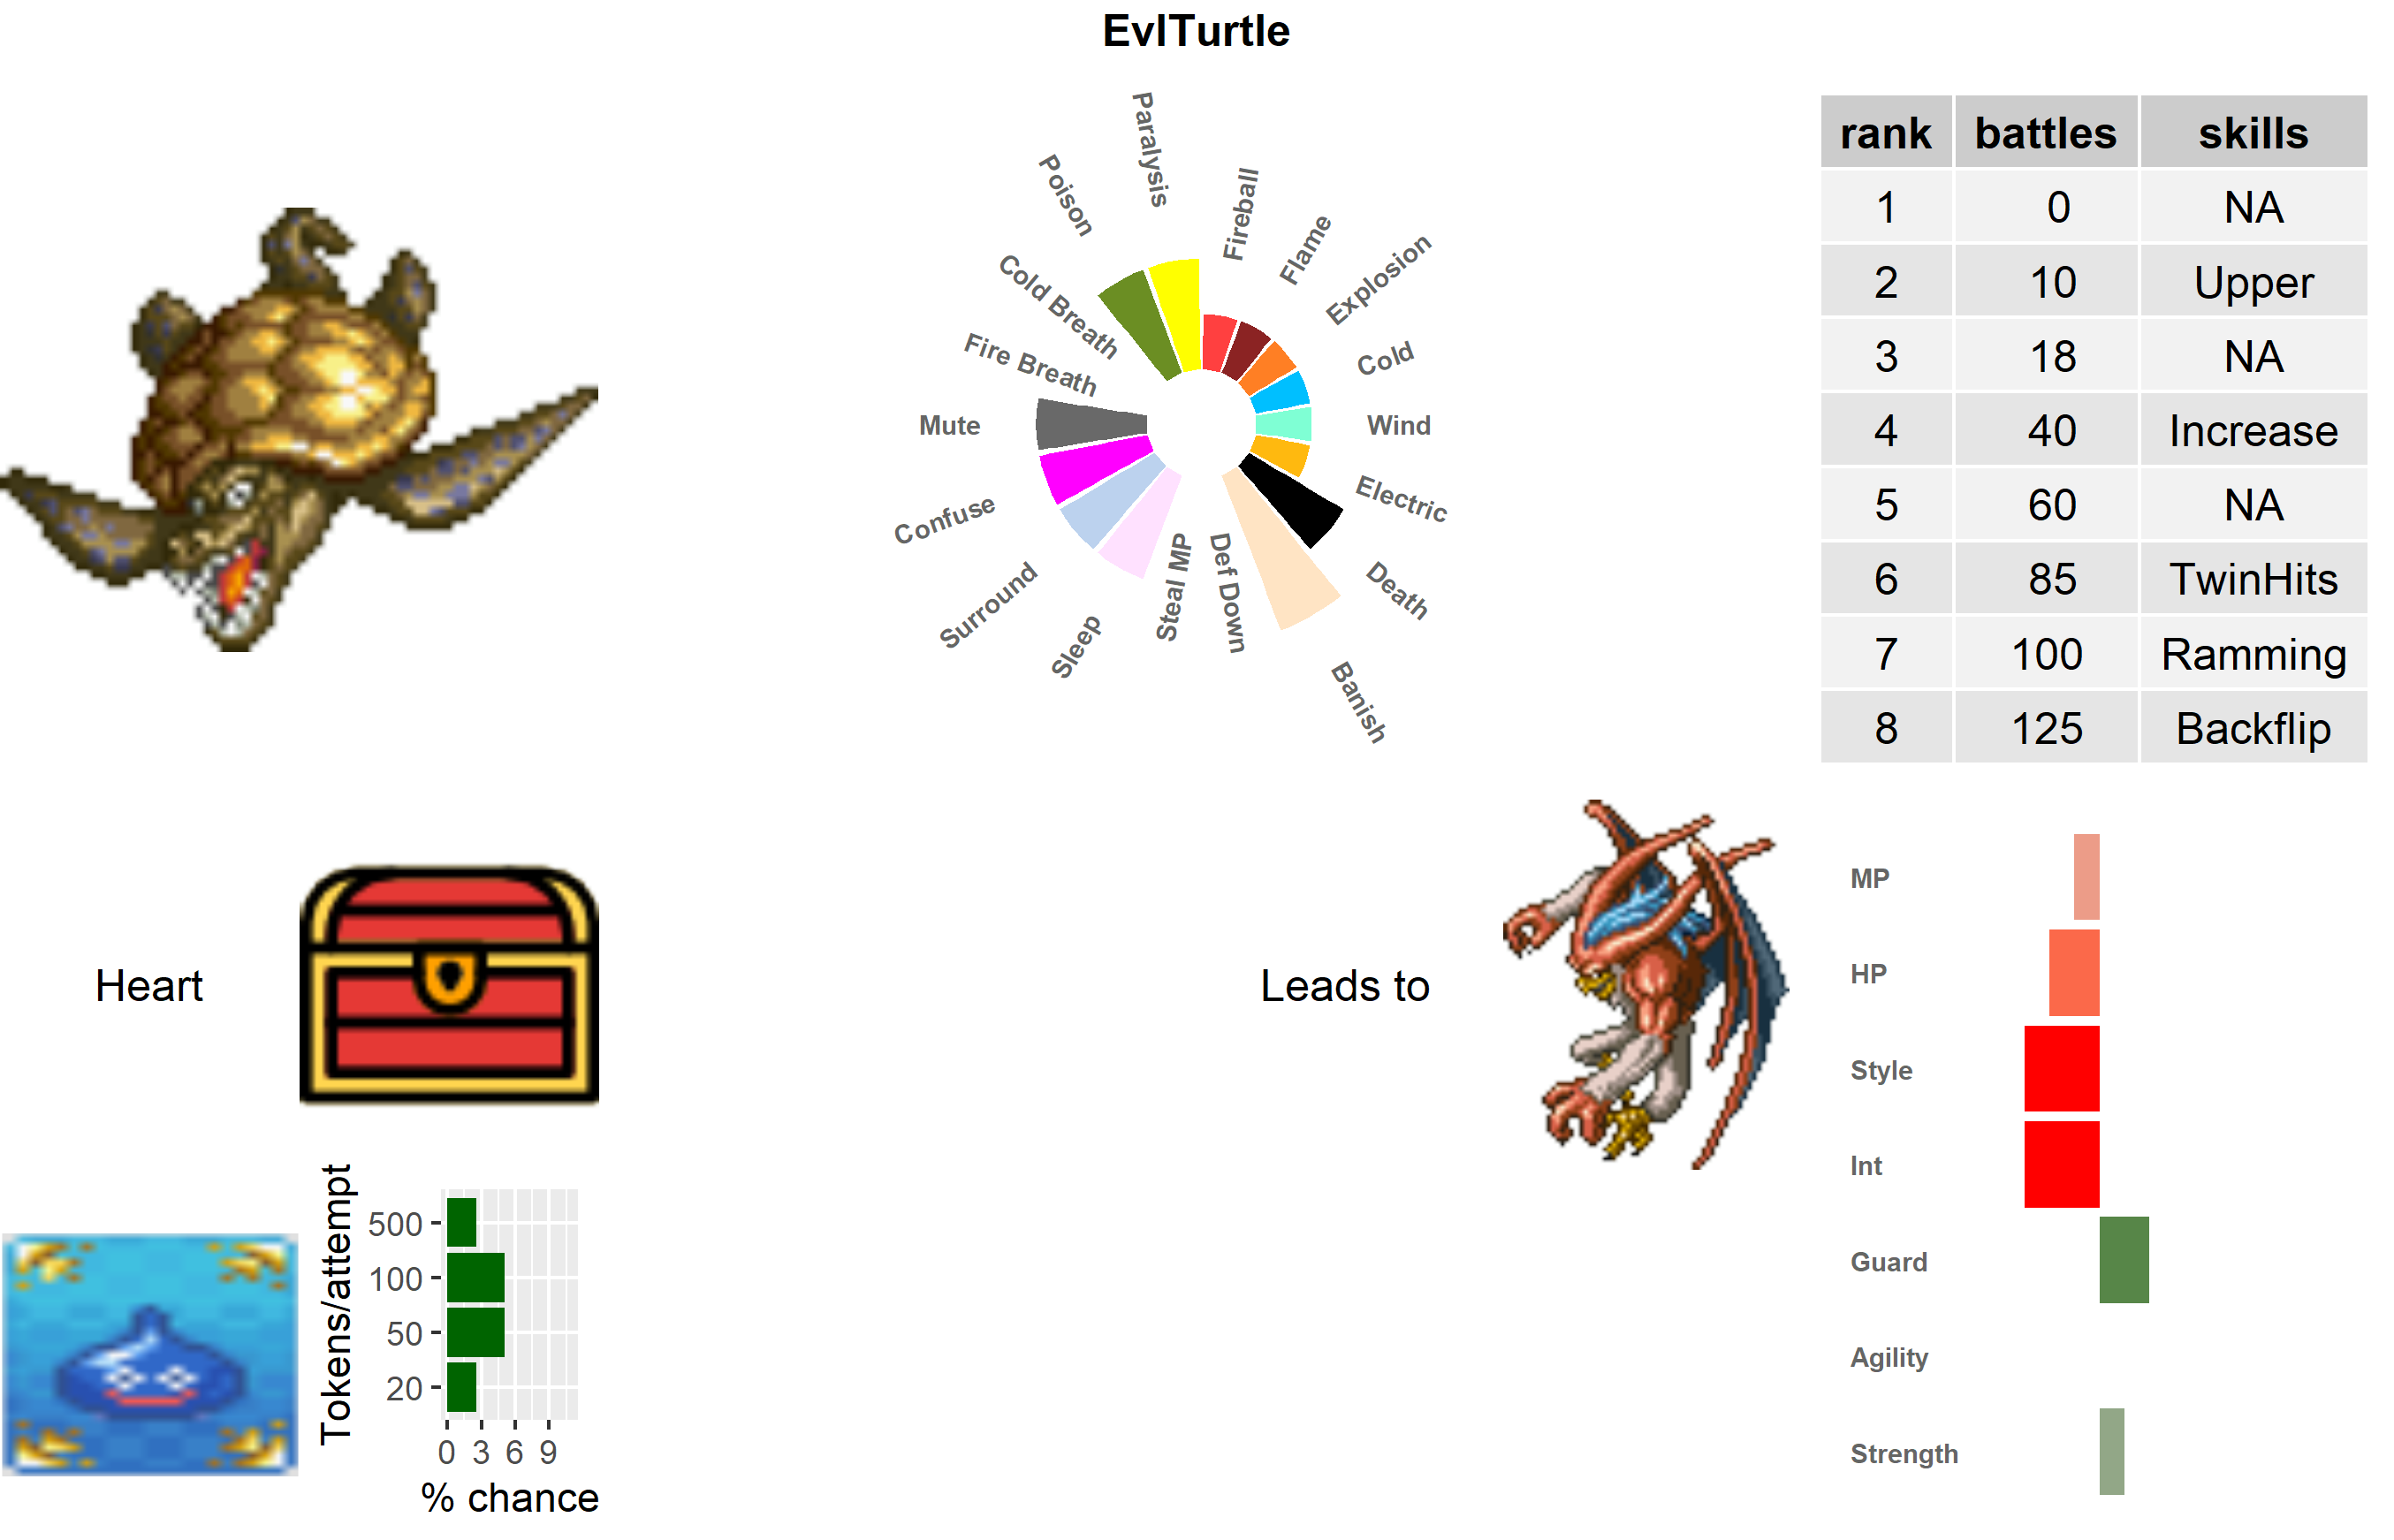 EvlTurtle
Paralysis
Poison
Fireball
Flame
Explosion
Cold Breath
Fire Breath
Cold
Mute
Wind
Confuse
Electric
Surround
Death
Sleep
Steal MP
Def Down
Banish
rank battles skills
1 0 NA
2 10 Upper
3 18 NA
4 40 Increase
5 60 NA
6 85 TwinHits
7 100 Ramming
8 125 Backflip
Heart
Leads to
MP
HP
Style
Int
Guard
Agility
Strength
Tokens/attempt
500
100
50
20
0 3 6 9
% chance